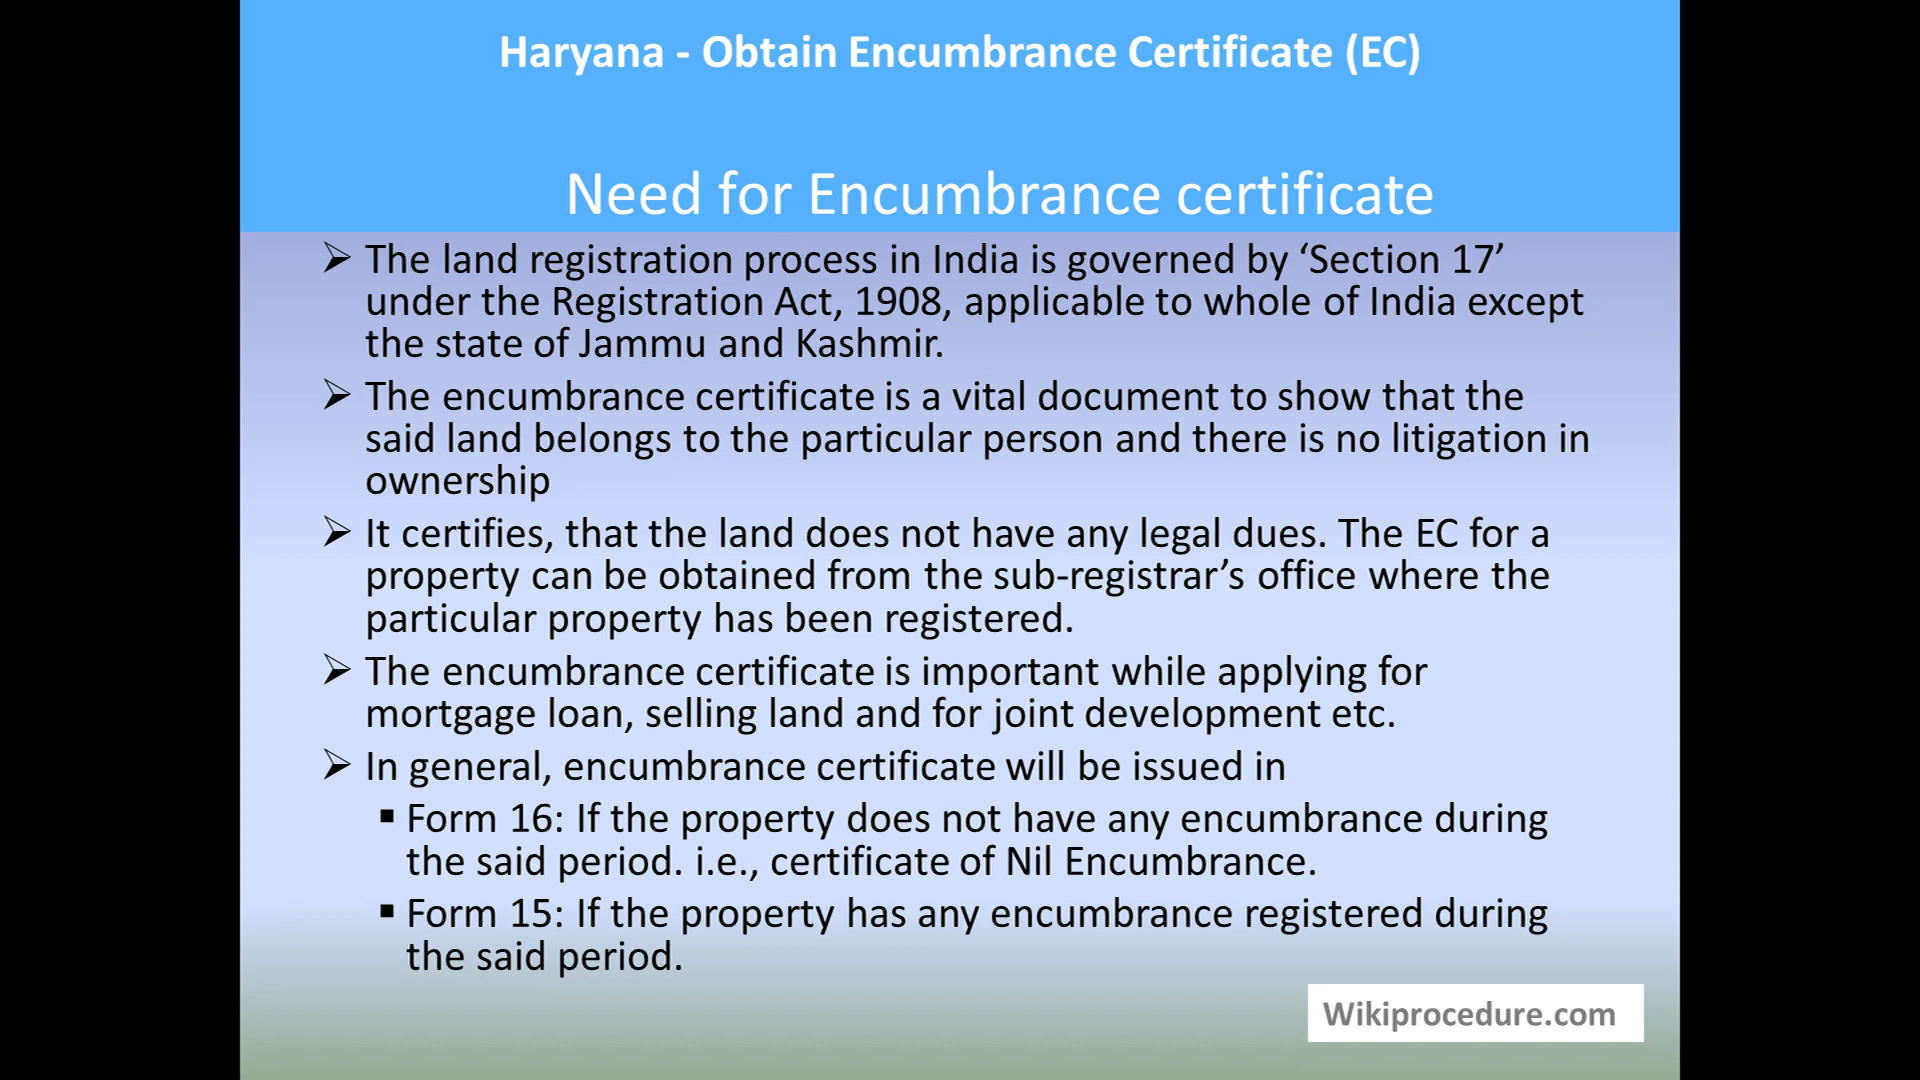 Haryana - Obtain Encumbrance Certificate (EC)
Need for Encumbrance certificate
➢ The land registration process in India is governed by ‘Section 17’
under the Registration Act, 1908, applicable to whole of India except
the state of Jammu and Kashmir.
➢ The encumbrance certificate is a vital document to show that the
said land belongs to the particular person and there is no litigation in
ownership
➢ It certifies, that the land does not have any legal dues. The EC for a
property can be obtained from the sub-registrar’s office where the
particular property has been registered.
➢ The encumbrance certificate is important while applying for
mortgage loan, selling land and for joint development etc.
➢ In general, encumbrance certificate will be issued in
▪ Form 16: If the property does not have any encumbrance during
the said period. i.e., certificate of Nil Encumbrance.
▪ Form 15: If the property has any encumbrance registered during
the said period.
Wikiprocedure.com